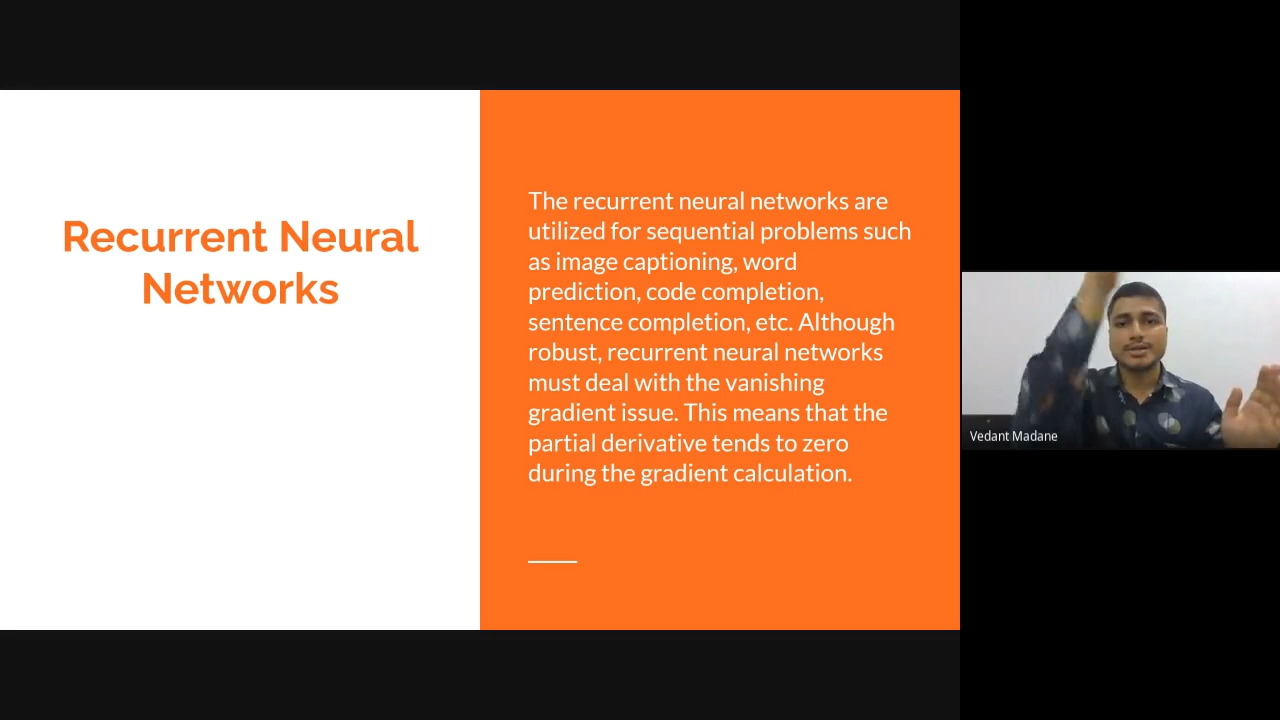 Recurrent Neural
Networks
The recurrent neural networks are
utilized for sequential problems such
as image captioning, word
prediction, code completion,
sentence completion, etc. Although
robust, recurrent neural networks
must deal with the vanishing
gradient issue. This means that the
partial derivative tends to zero
during the gradient calculation.
Vedant Madane